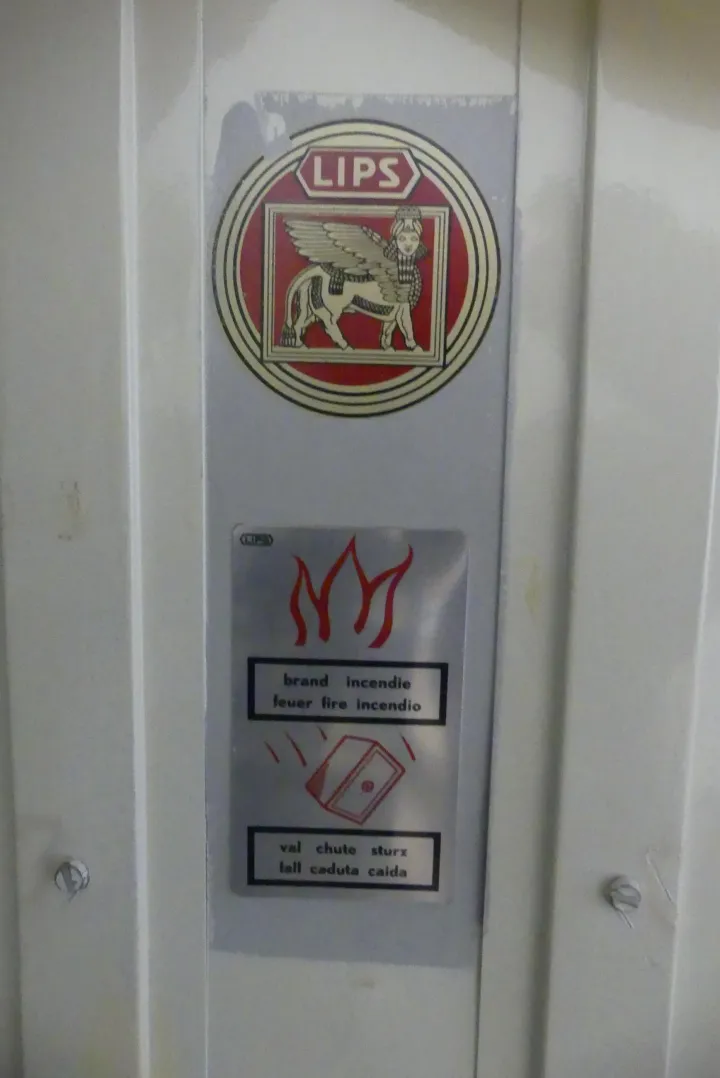 LIPS
LIPS
brand incendie
feuer fire incendio
val chute sturz
fall caduta caida